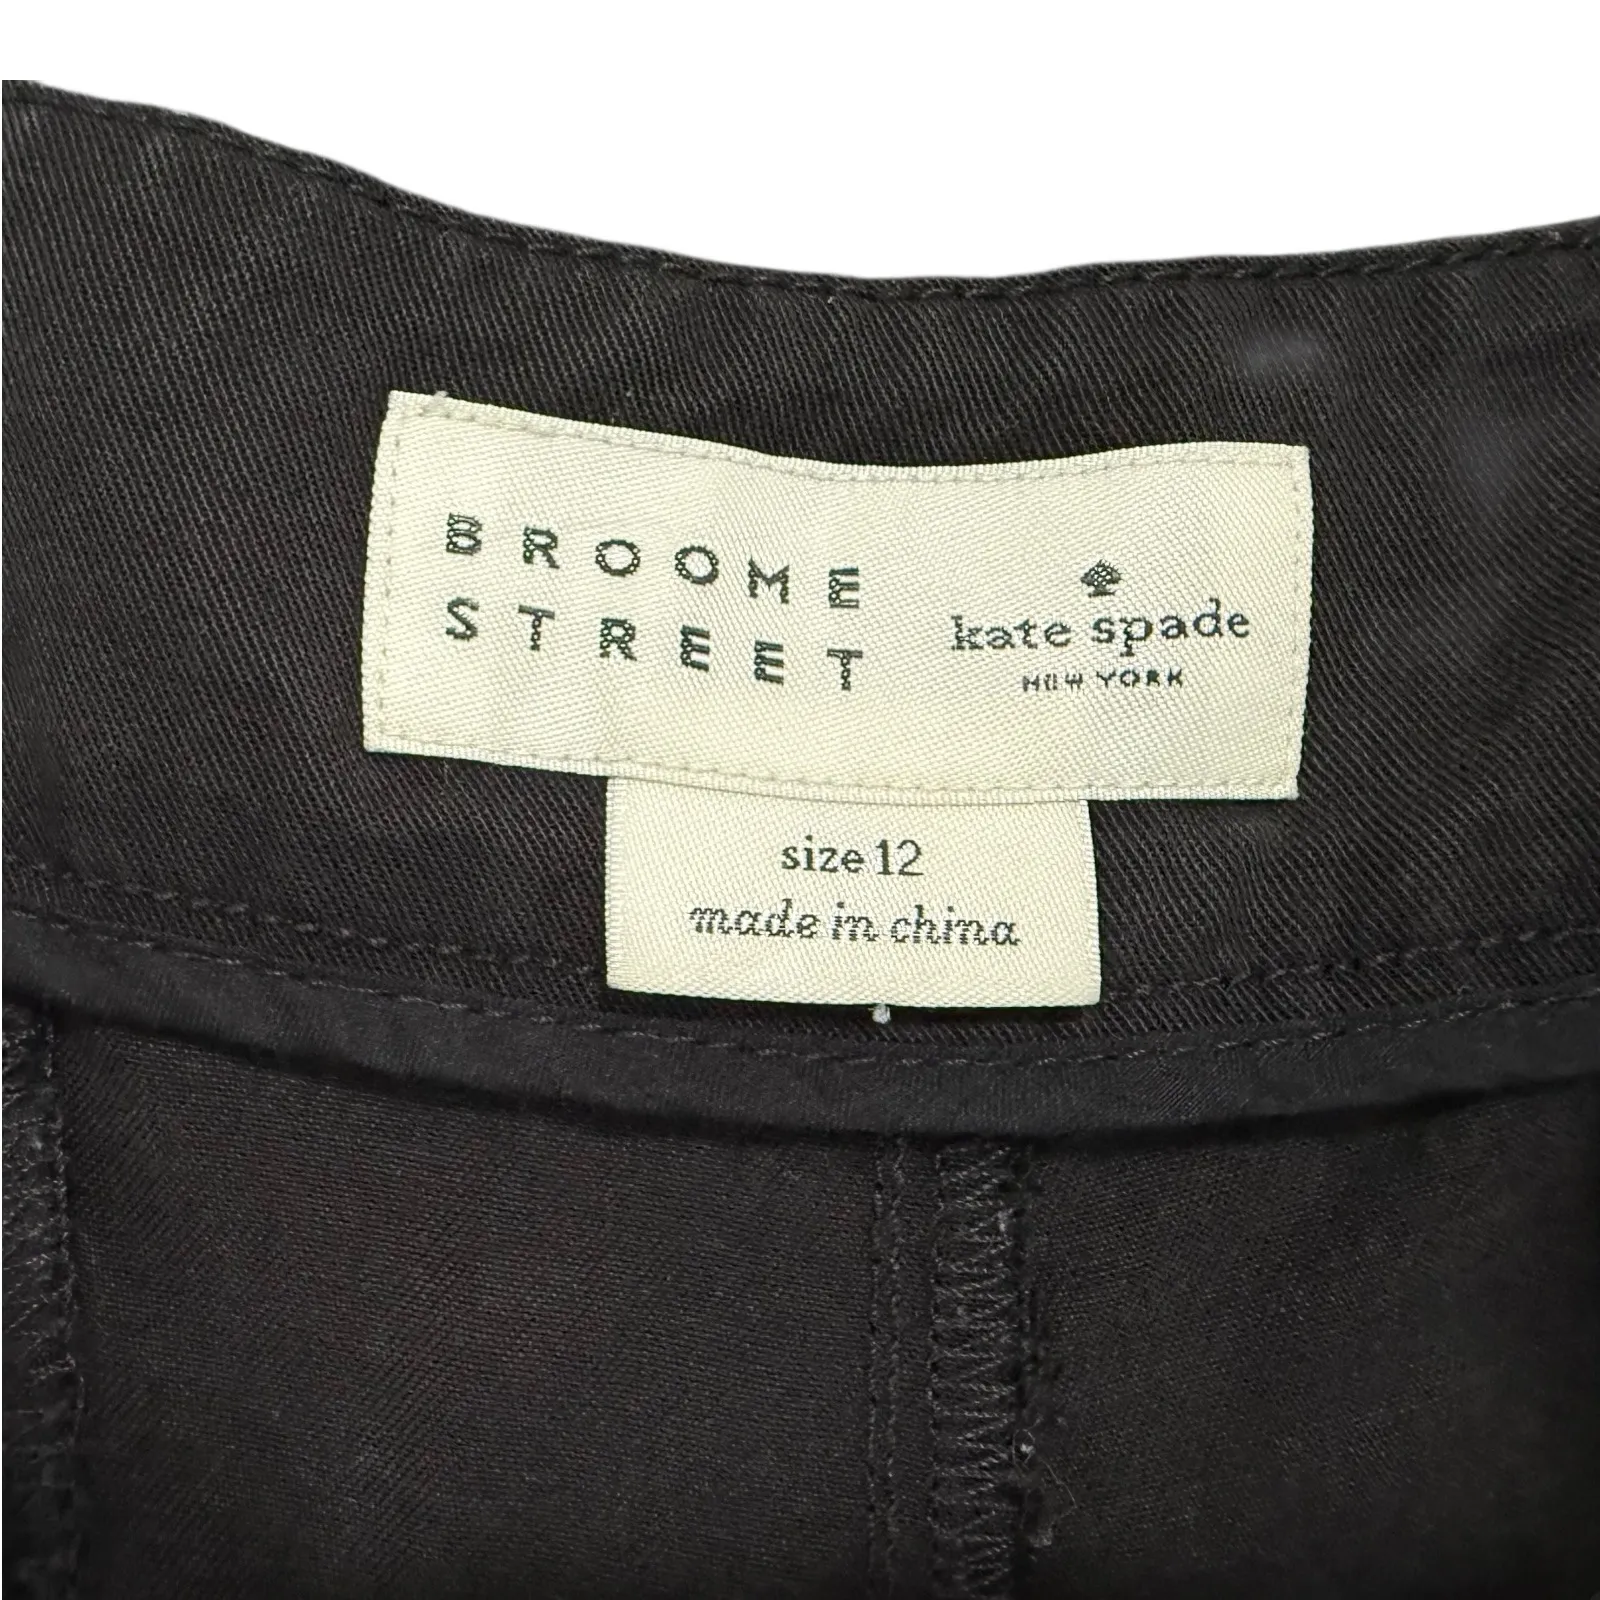 BROOME
STREET
kate spade
NEW YORK
size 12
made in china